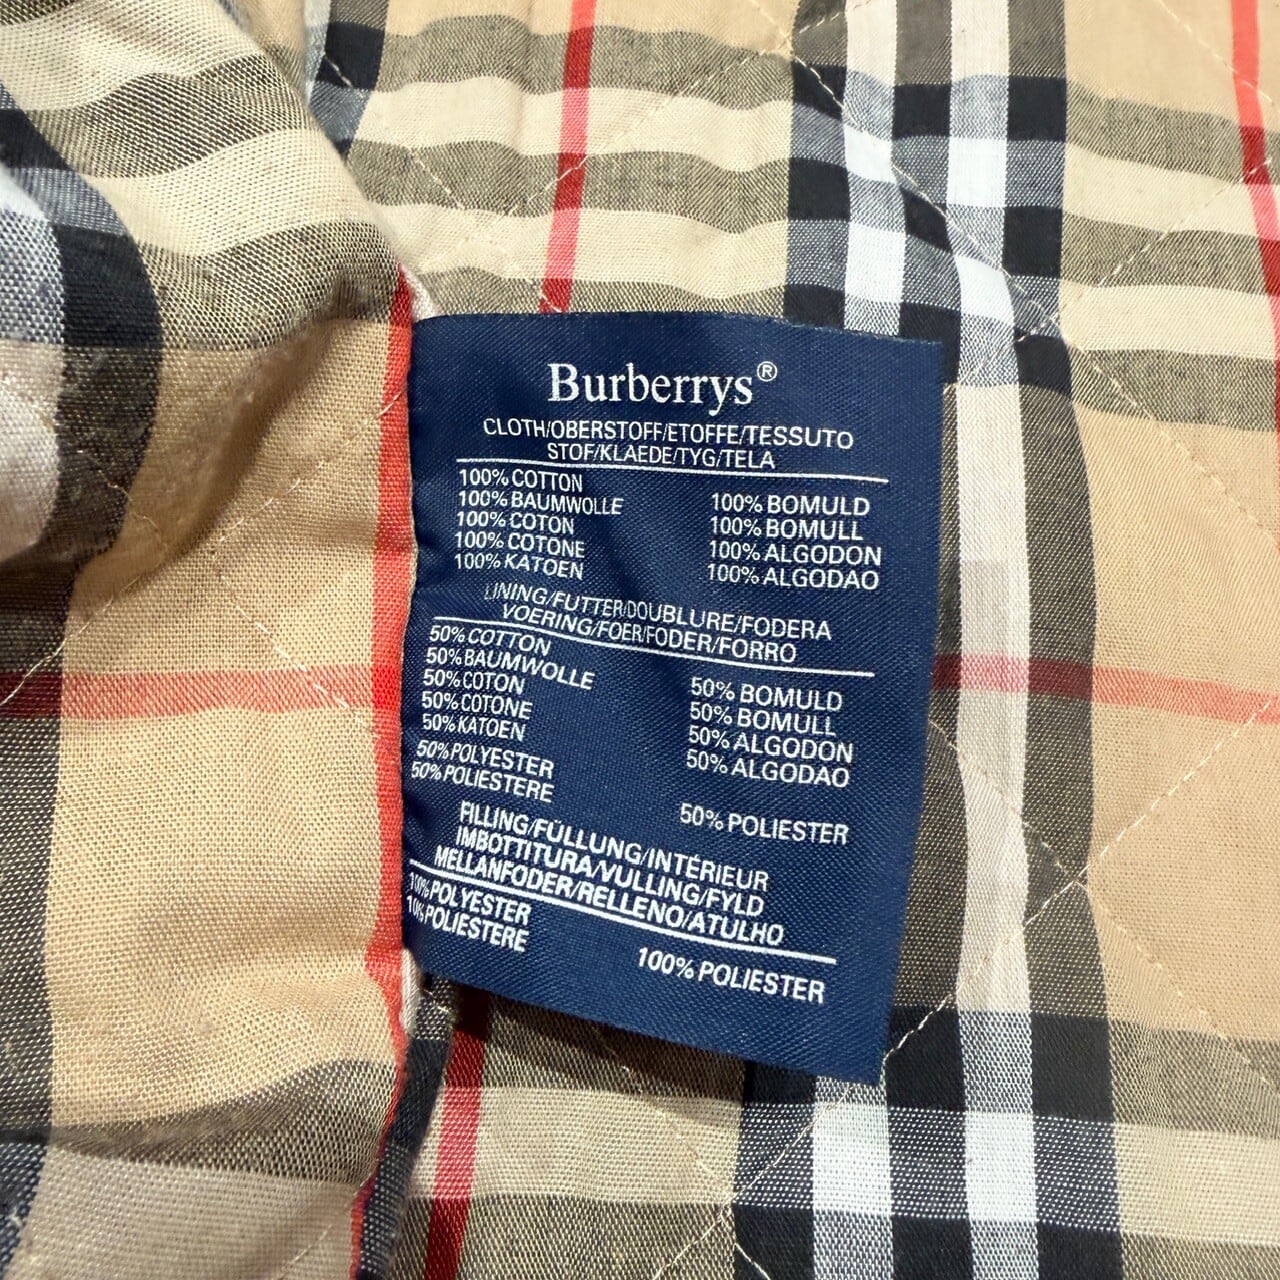 Burberrys®
CLOTH/OBERSTOFF/ETOFFE/TESSUTO
STOF/KLAEDE/TYG/TELA
100% COTTON
100% BAUMWOLLE
100% COTON
100% COTONE
100% KATOEN
100% BOMULD
100% BOMULL
100% ALGODON
100% ALGODAO
LINING/FUTTER/DOUBLURE/FODERA
VOERING/FOER/FODER/FORRO
50% COTTON
50% BAUMWOLLE
50% COTON
50% COTONE
50% KATOEN
50% POLYESTER
50% POLIESTERE
50% BOMULD
50% BOMULL
50% ALGODON
50% ALGODAO
50% POLIESTER
FILLING/FÜLLUNG/INTÉRIEUR
IMBOTTITURA/VULLING/FYLD
MELLANFODER/RELLENO/ATULHO
100% POLYESTER
100% POLIESTERE
100% POLIESTER